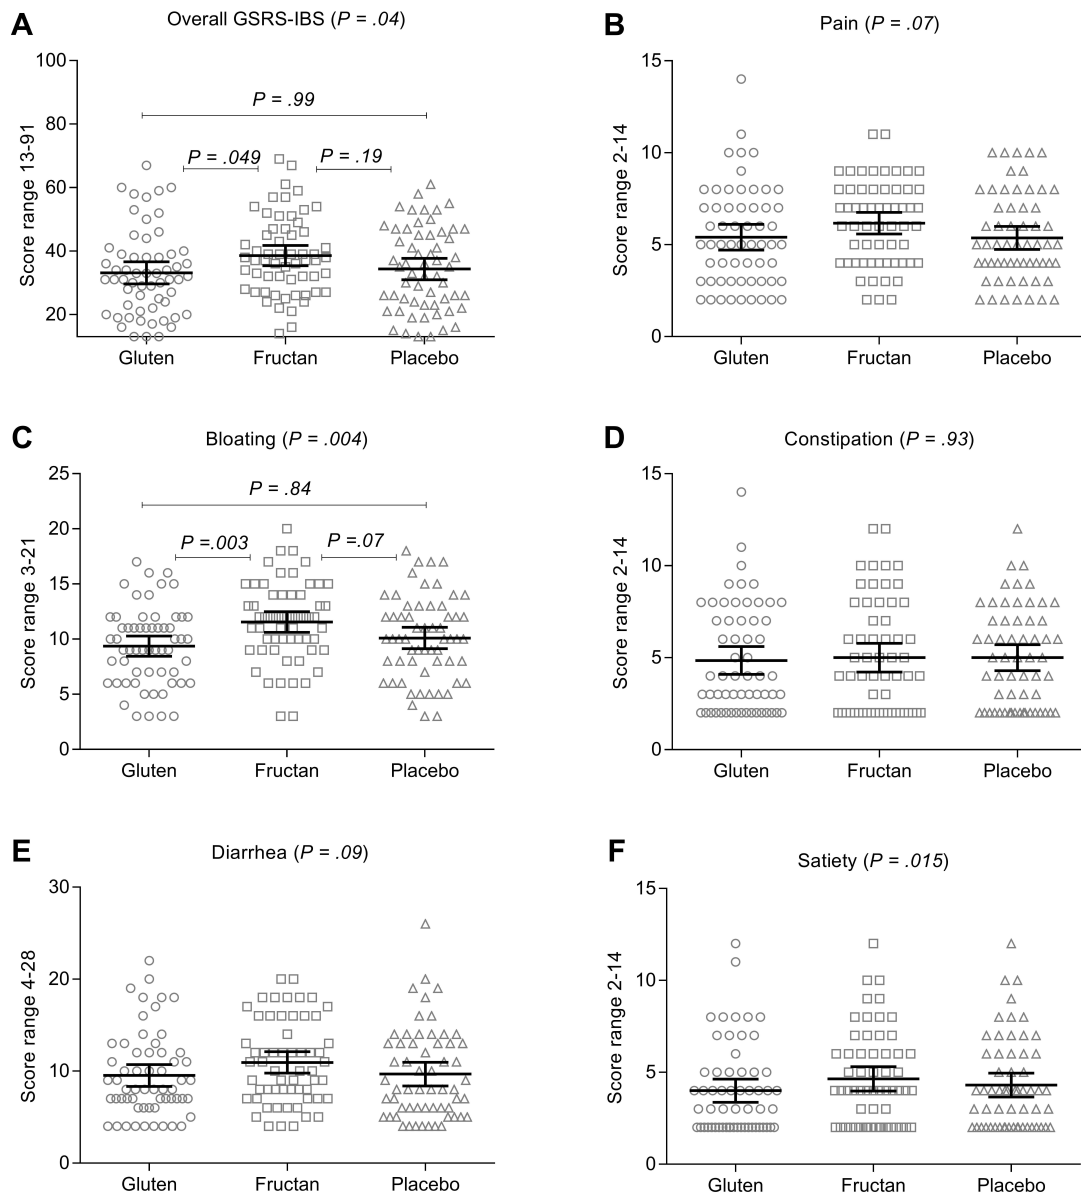 A
Overall GSRS-IBS (P = .04)
Score range 13-91
100
80
60
40
20
P = .99
P = .049
P = .19
Gluten
Fructan
Placebo
B
Pain (P = .07)
Score range 2-14
15
10
5
0
Gluten
Fructan
Placebo
C
Bloating (P = .004)
Score range 3-21
25
20
15
10
5
0
P = .84
P =.003
P =.07
Gluten
Fructan
Placebo
D
Constipation (P = .93)
Score range 2-14
15
10
5
0
Gluten
Fructan
Placebo
E
Diarrhea (P = .09)
Score range 4-28
30
20
10
0
Gluten
Fructan
Placebo
F
Satiety (P = .015)
Score range 2-14
15
10
5
0
Gluten
Fructan
Placebo